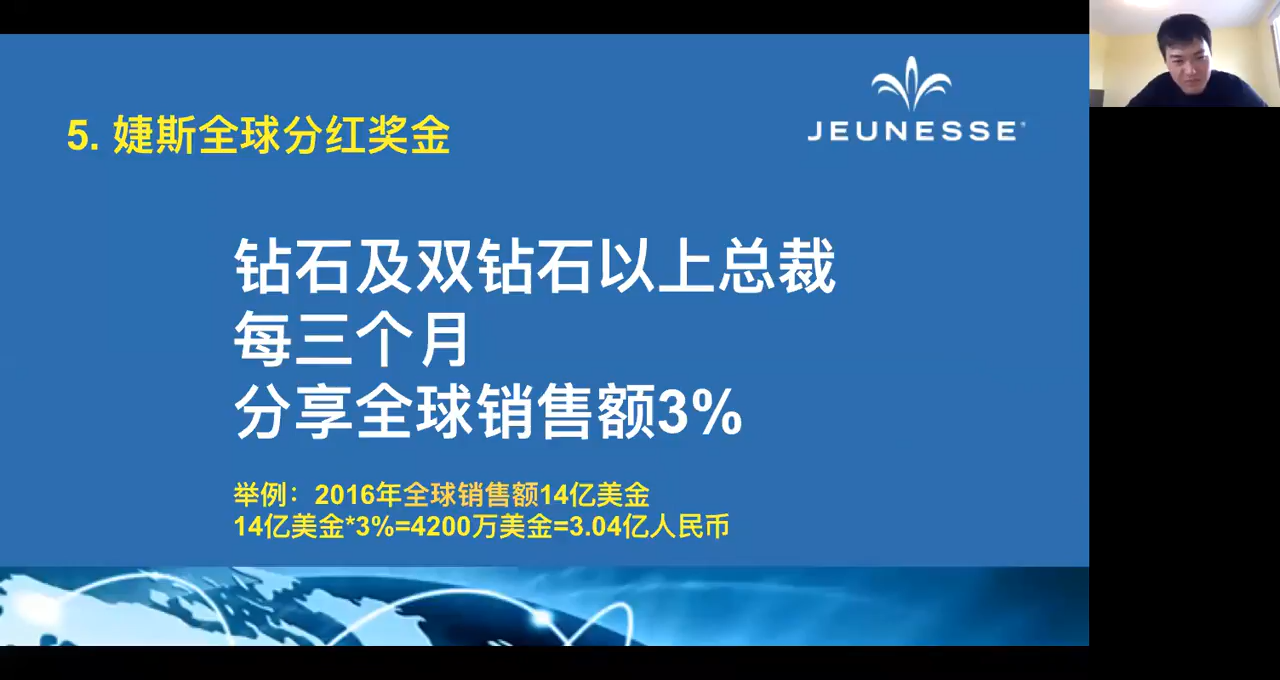 JEUNESSE
5. 婕斯全球分红奖金
钻石及双钻石以上总裁
每三个月
分享全球销售额3%
举例：2016年全球销售额14亿美金
14亿美金*3%=4200万美金=3.04亿人民币